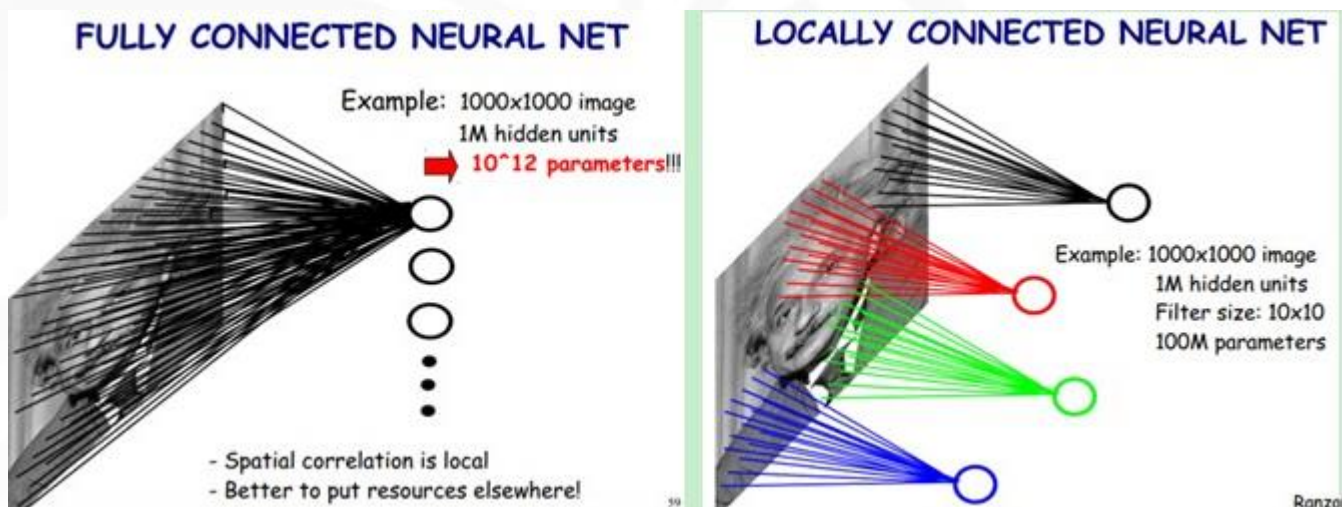 FULLY CONNECTED NEURAL NET
Example: 1000x1000 image
1M hidden units
10^12 parameters!!!
- Spatial correlation is local
- Better to put resources elsewhere!
59
LOCALLY CONNECTED NEURAL NET
Example: 1000x1000 image
1M hidden units
Filter size: 10x10
100M parameters
Ranza